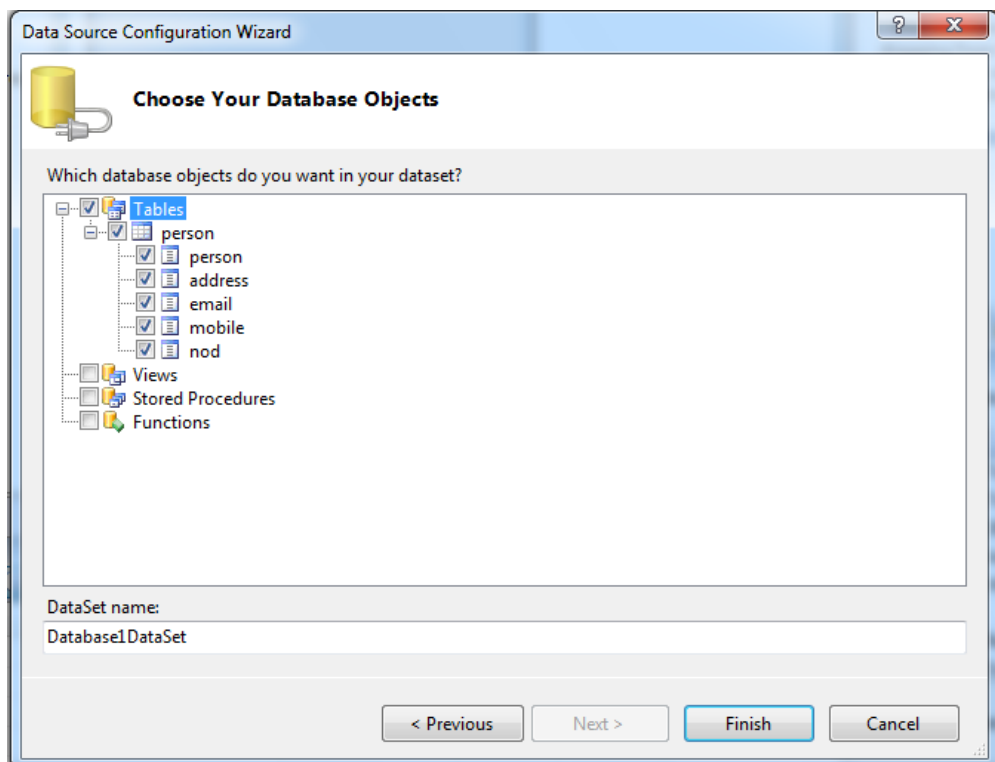 Data Source Configuration Wizard
Choose Your Database Objects
Which database objects do you want in your dataset?
Tables
person
person
address
email
mobile
nod
Views
Stored Procedures
Functions
DataSet name:
Database1DataSet
< Previous Next > Finish Cancel